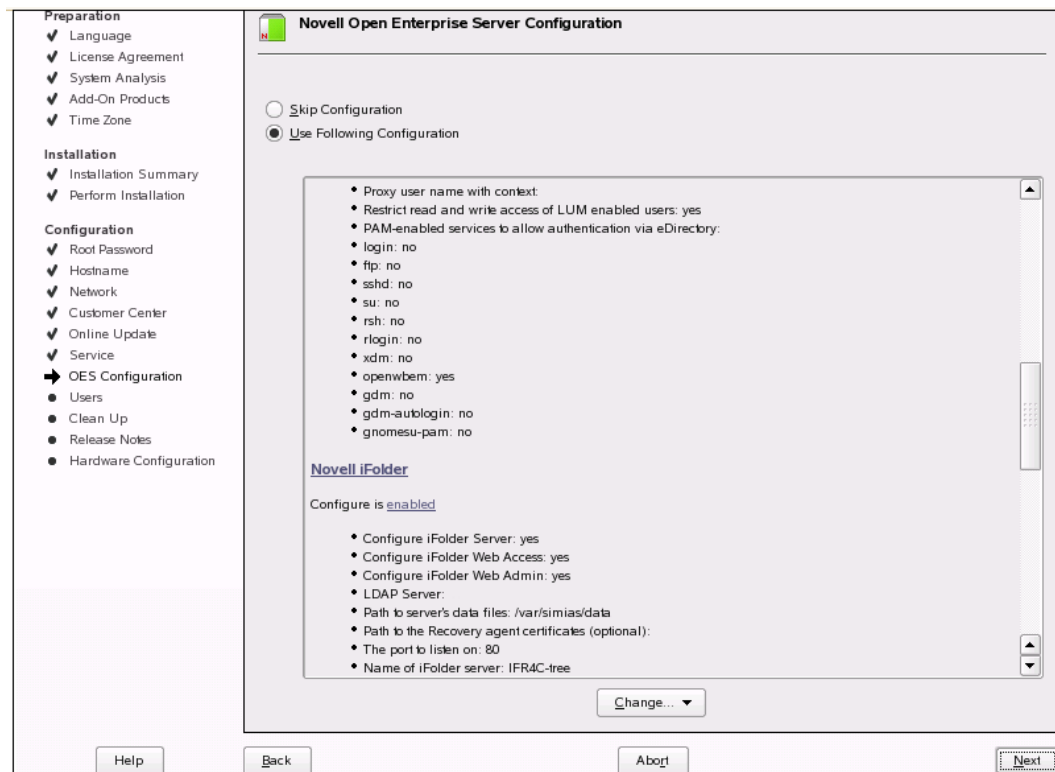 Preparation
Language
License Agreement
System Analysis
Add-On Products
Time Zone
Installation
Installation Summary
Perform Installation
Configuration
Root Password
Hostname
Network
Customer Center
Online Update
Service
OES Configuration
Users
Clean Up
Release Notes
Hardware Configuration
N
Novell Open Enterprise Server Configuration
Skip Configuration
Use Following Configuration
Proxy user name with context:
Restrict read and write access of LUM enabled users: yes
PAM-enabled services to allow authentication via eDirectory:
login: no
ftp: no
sshd: no
su: no
rsh: no
rlogin: no
xdm: no
openwbem: yes
gdm: no
gdm-autologin: no
gnomesu-pam: no
Novell iFolder
Configure is enabled
Configure iFolder Server: yes
Configure iFolder Web Access: yes
Configure iFolder Web Admin: yes
LDAP Server:
Path to server's data files: /var/simias/data
Path to the Recovery agent certificates (optional):
The port to listen on: 80
Name of iFolder server: IFR4C-tree
Change...
Help
Back
Abort
Next